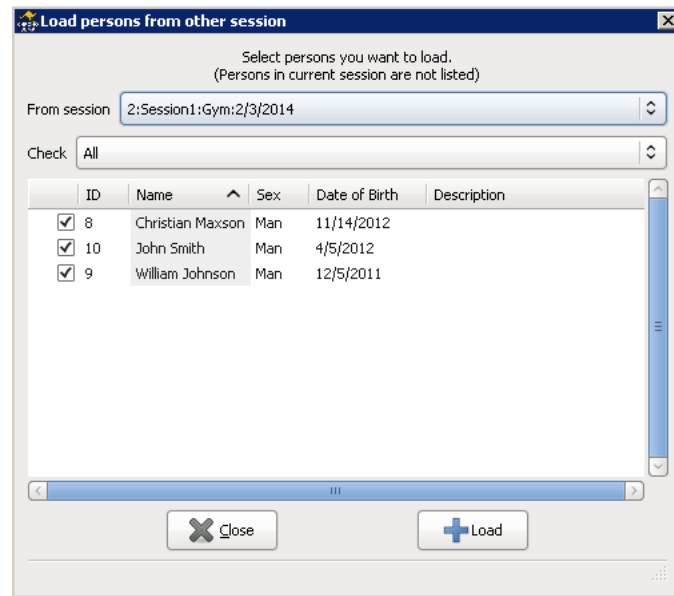 Load persons from other session
Select persons you want to load.
(Persons in current session are not listed)
From session 2:Session1:Gym:2/3/2014
Check All
ID Name Sex Date of Birth Description
8 Christian Maxson Man 11/14/2012
10 John Smith Man 4/5/2012
9 William Johnson Man 12/5/2011
Close Load